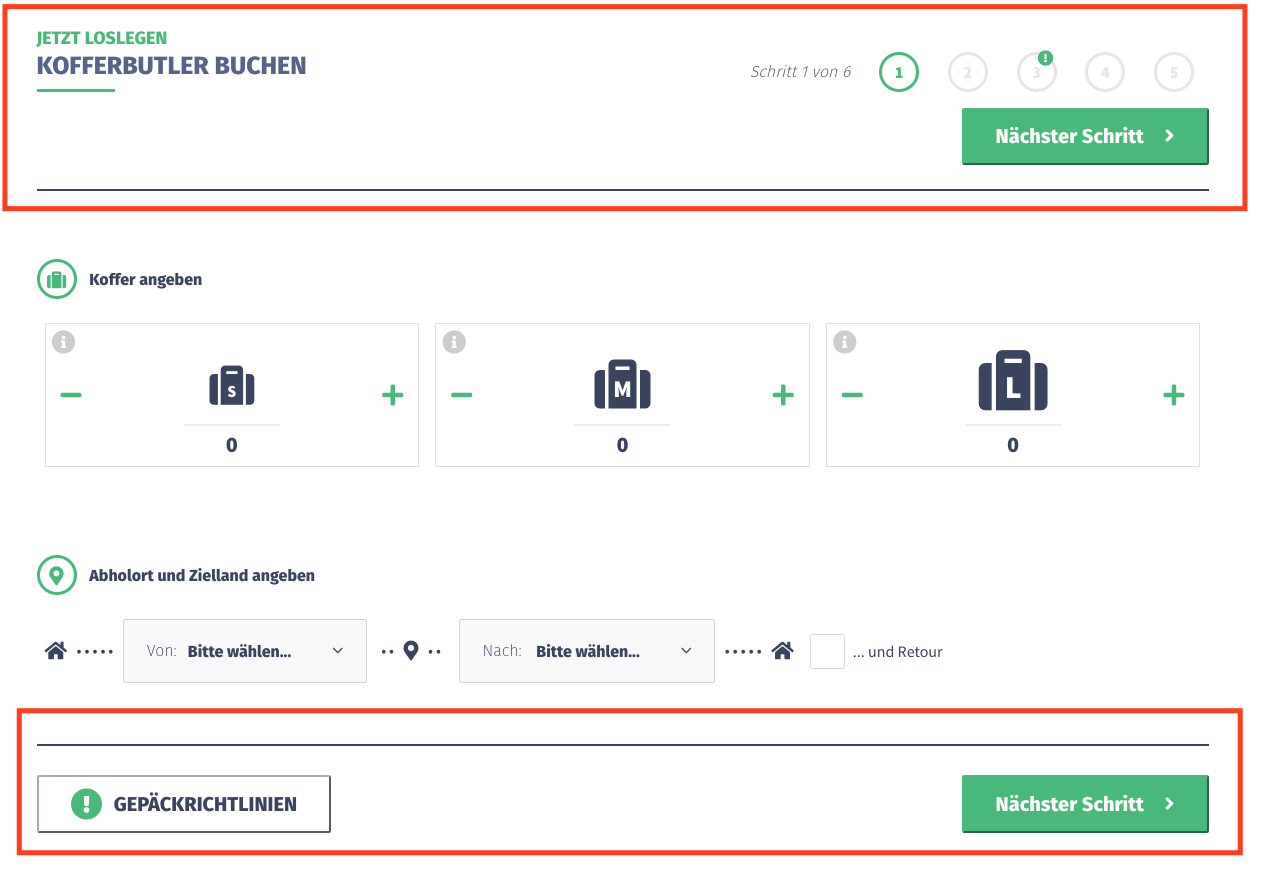 JETZT LOSLEGEN
KOFFERBUTLER BUCHEN
Schritt 1 von 6 1 2 3 ! 4 5
Nächster Schritt
Koffer angeben
i i i
S M L
0 0 0
Abholort und Zielland angeben
Von: Bitte wählen... Nach: Bitte wählen... ... und Retour
! GEPÄCKRICHTLINIEN Nächster Schritt